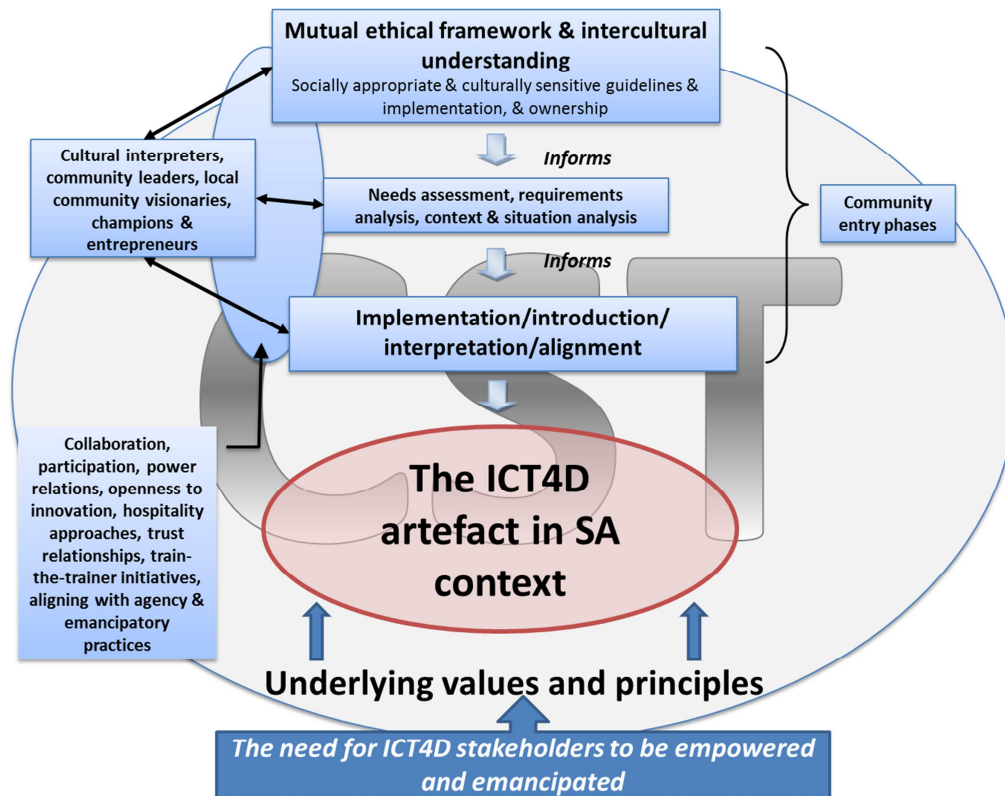 Mutual ethical framework & intercultural
understanding
Socially appropriate & culturally sensitive guidelines &
implementation, & ownership
Informs
Cultural interpreters,
community leaders, local
community visionaries,
champions &
entrepreneurs
Needs assessment, requirements
analysis, context & situation analysis
Community
entry phases
Informs
CST
Implementation/introduction/
interpretation/alignment
Collaboration,
participation, power
relations, openness to
innovation, hospitality
approaches, trust
relationships, train-
the-trainer initiatives,
aligning with agency &
emancipatory
practices
The ICT4D
artefact in SA
context
Underlying values and principles
The need for ICT4D stakeholders to be empowered
and emancipated